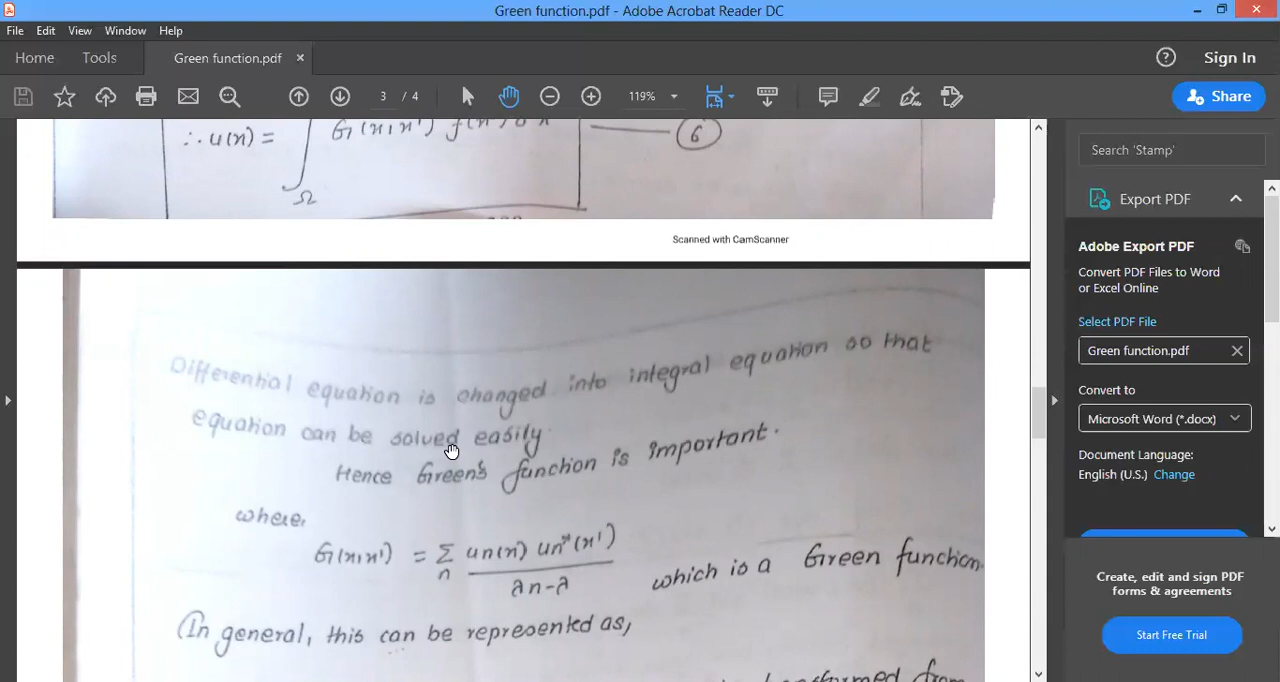 Green function.pdf - Adobe Acrobat Reader DC
File Edit View Window Help
Home Tools Green function.pdf × Sign In
3 / 4 119% Share
∴ u(x) = ∫ G(x,x') f(x') d x' ⑥
Ω
Scanned with CamScanner
Differential equation is changed into integral equation so that
equation can be solved easily.
Hence Green's function is important.
where,
G(x,x') = Σ un(x) un*(x')
n λn-λ which is a Green function.
(In general, this can be represented as,
transformed from
Search 'Stamp'
Export PDF
Adobe Export PDF
Convert PDF Files to Word
or Excel Online
Select PDF File
Green function.pdf
Convert to
Microsoft Word (*.docx)
Document Language:
English (U.S.) Change
Create, edit and sign PDF
forms & agreements
Start Free Trial